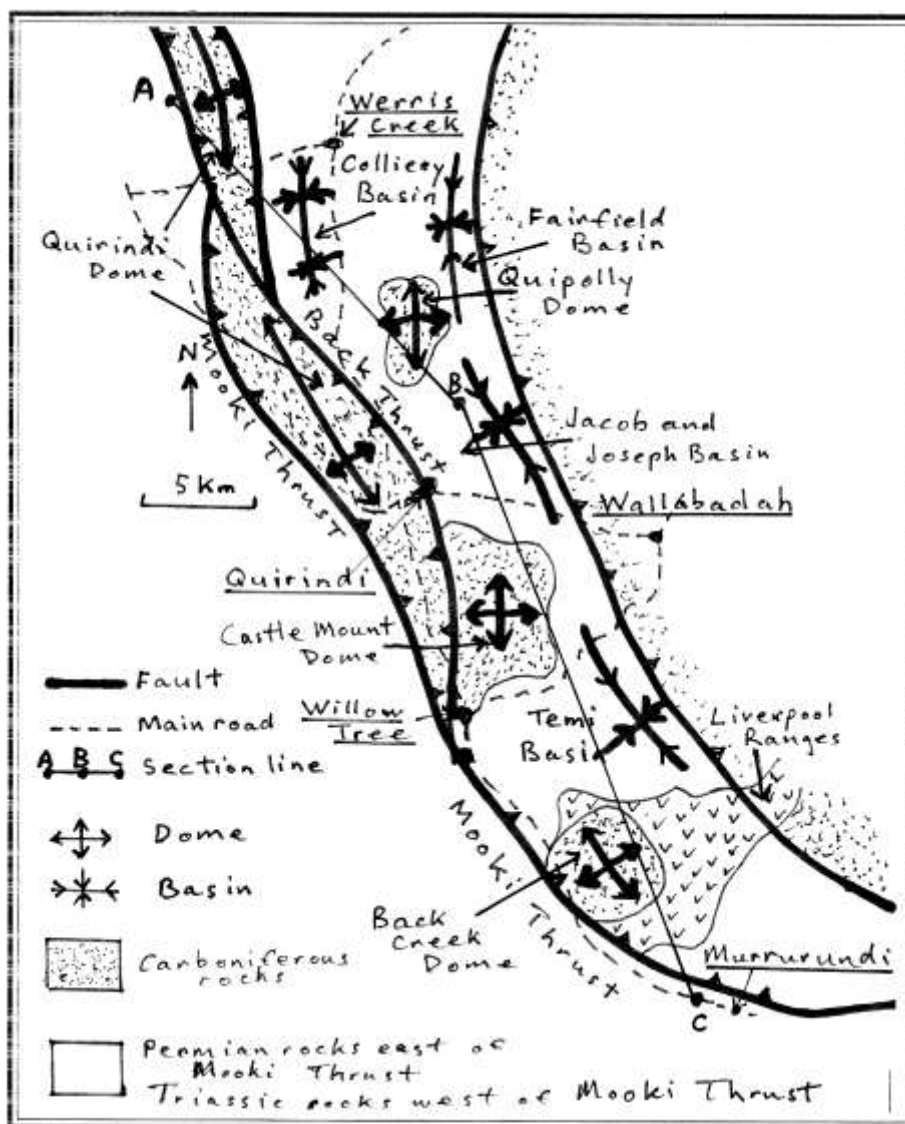 A
Werris
Creek
Collieoy
Basin
Fairfield
Basin
Quirindi
Dome
Quipolly
Dome
N
Mooki Thrust
Back Thrust
B
Jacob and
Joseph Basin
5 Km
Wallabadah
Quirindi
Castle Mount
Dome
Fault
Willow
Tree
Main road
Temi
Basin
Liverpool
Ranges
A B C
Section line
Dome
Mooki Thrust
Basin
Back
Creek
Dome
Carboniferous
rocks
Murrurundi
C
Permian rocks east of
Mooki Thrust
Triassic rocks west of Mooki Thrust